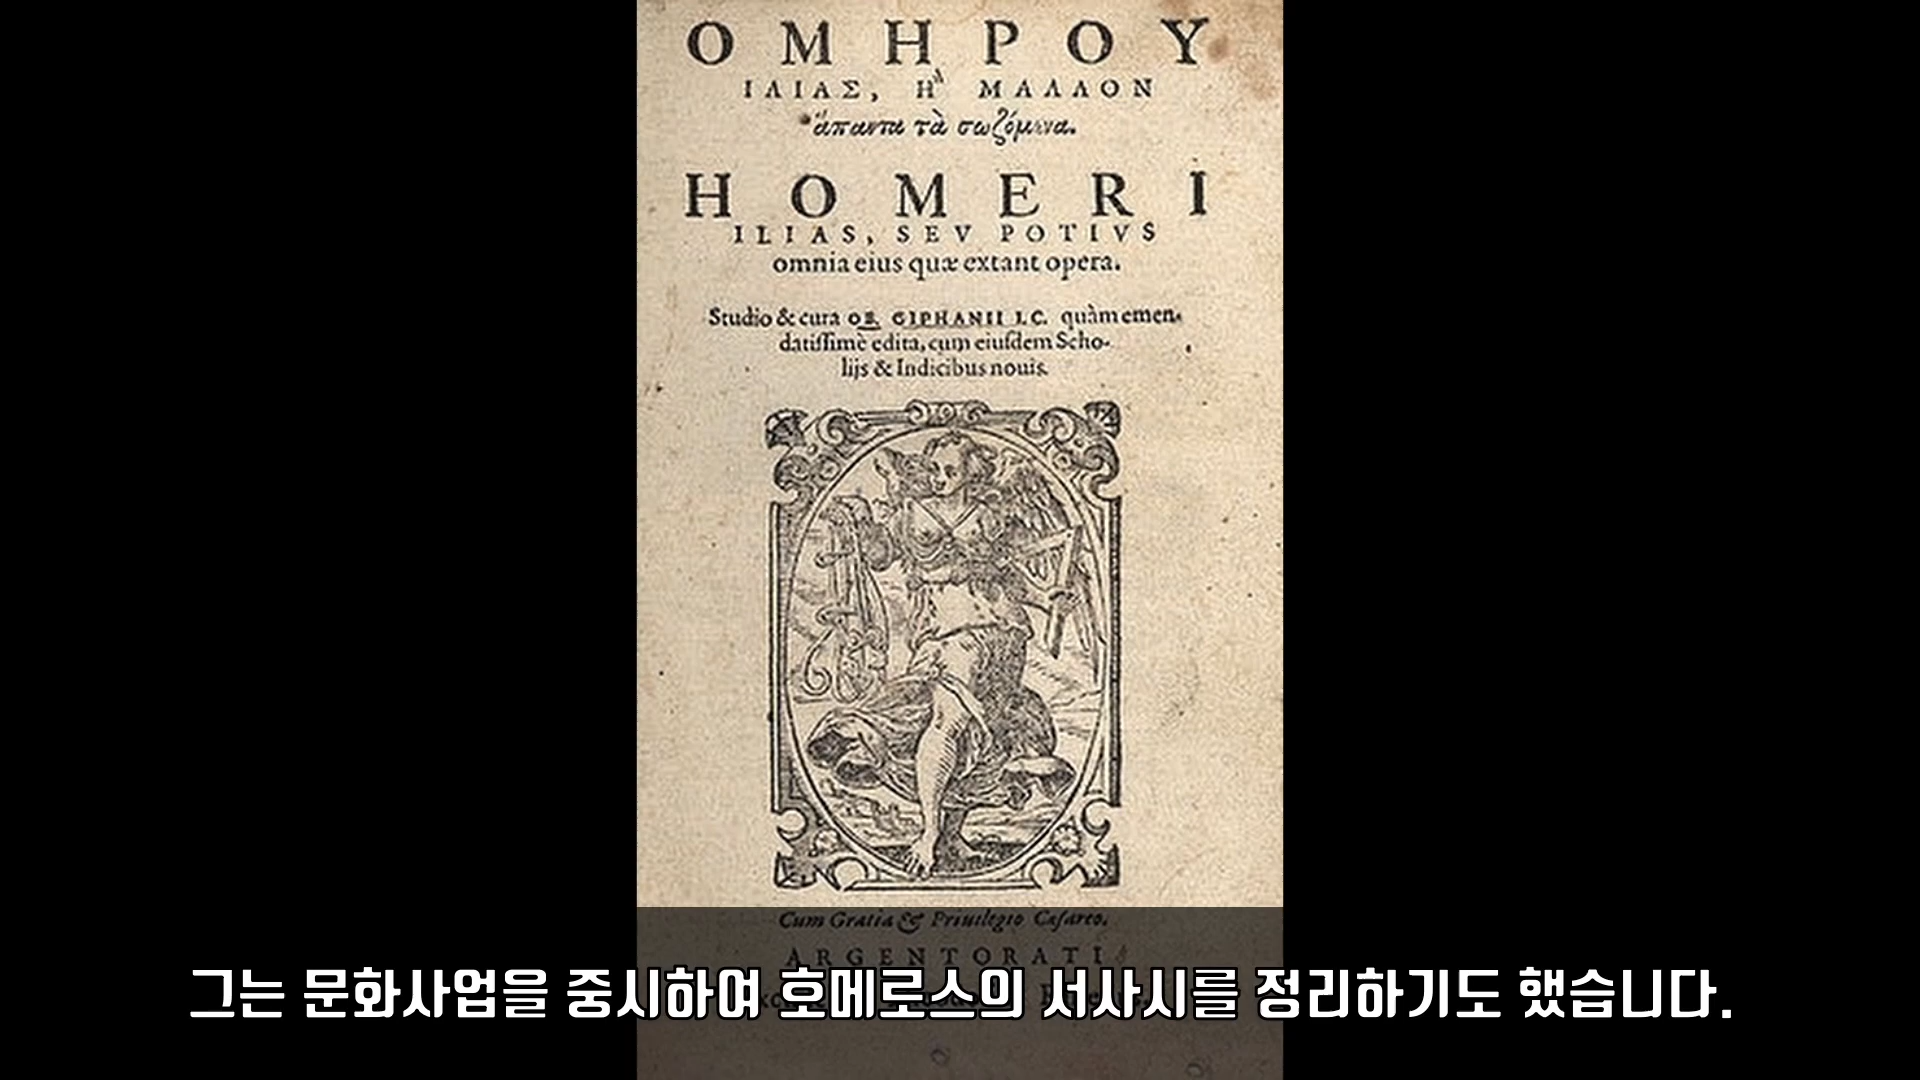 ΟΜΗΡΟΥ
ΙΛΙΑΣ, Ἢ ΜΑΛΛΟΝ
ἅπαντα τὰ σωζόμενα.
HOMERI
ILIAS, SEV POTIVS
omnia eius quæ extant opera.
Studio & cura OB. GIPHANII I.C. quàm emen-
datissimè edita, cum eiusdem Scho-
lijs & Indicibus nouis.
Cum Gratia & Priuilegio Cæsareo.
ARGENTORATI
그는 문화사업을 중시하여 호메로스의 서사시를 정리하기도 했습니다.